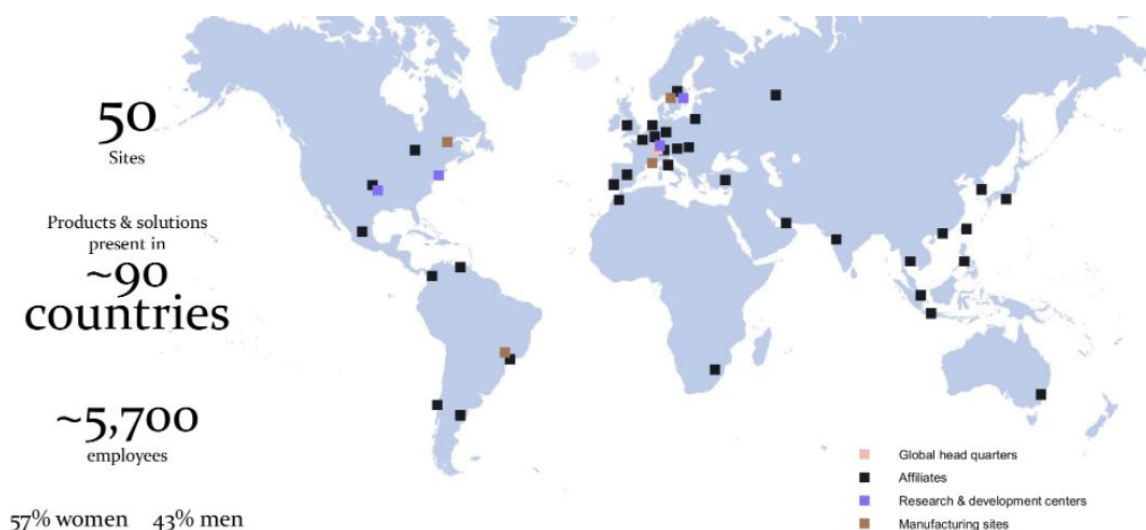 50
Sites
Products & solutions
present in
~90
countries
~5,700
employees
57% women 43% men
Global head quarters
Affiliates
Research & development centers
Manufacturing sites